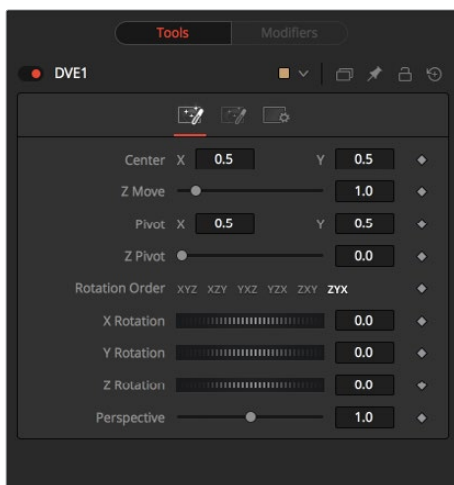 Tools Modifiers
DVE1
Center X 0.5 Y 0.5
Z Move 1.0
Pivot X 0.5 Y 0.5
Z Pivot 0.0
Rotation Order XYZ XZY YXZ YZX ZXY ZYX
X Rotation 0.0
Y Rotation 0.0
Z Rotation 0.0
Perspective 1.0